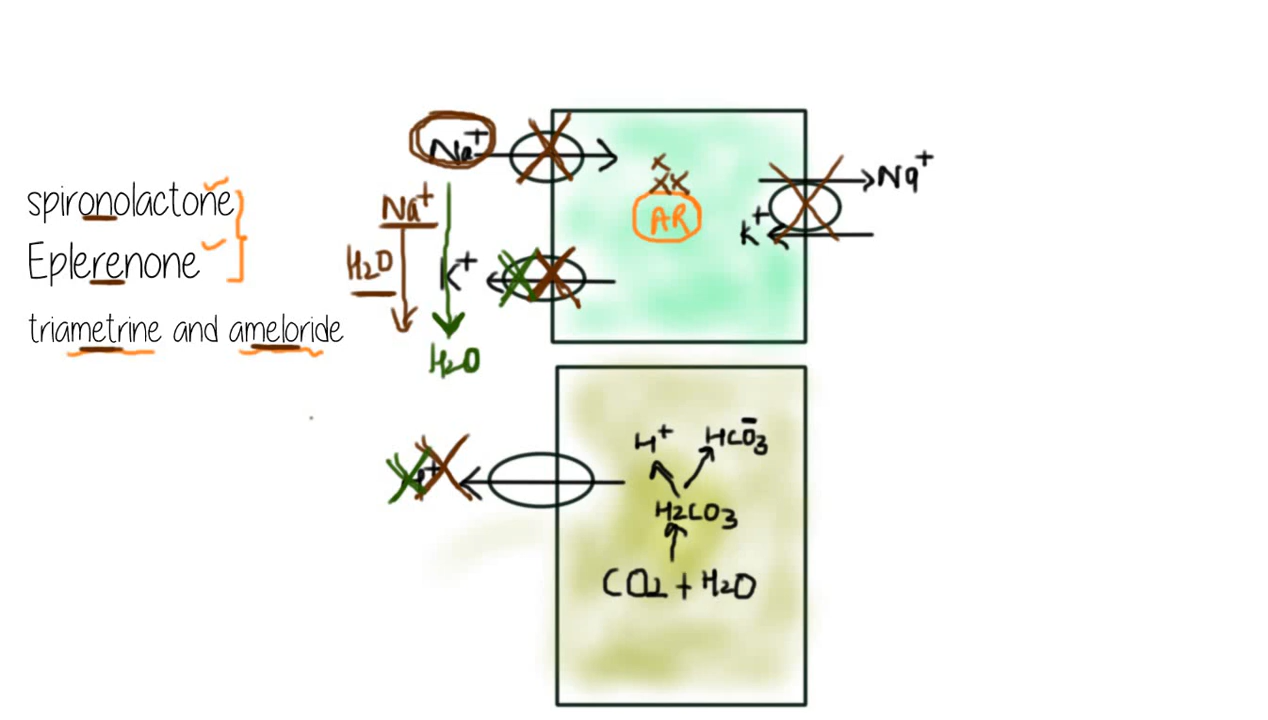 spironolactone
Eplerenone
triametrine and ameloride
Na+
Na+
H2O
K+
H2O
AR
Na+
K+
H+
HCO3-
H2CO3
CO2 + H2O